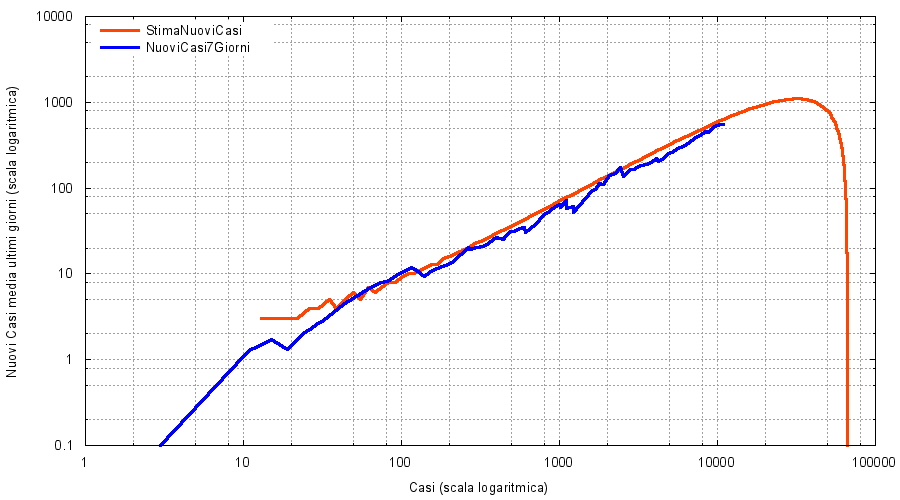 10000
1000
100
10
1
0.1
Nuovi Casi media ultimi giorni (scala logaritmica)
StimaNuoviCasi
NuoviCasi7Giorni
1 10 100 1000 10000 100000
Casi (scala logaritmica)